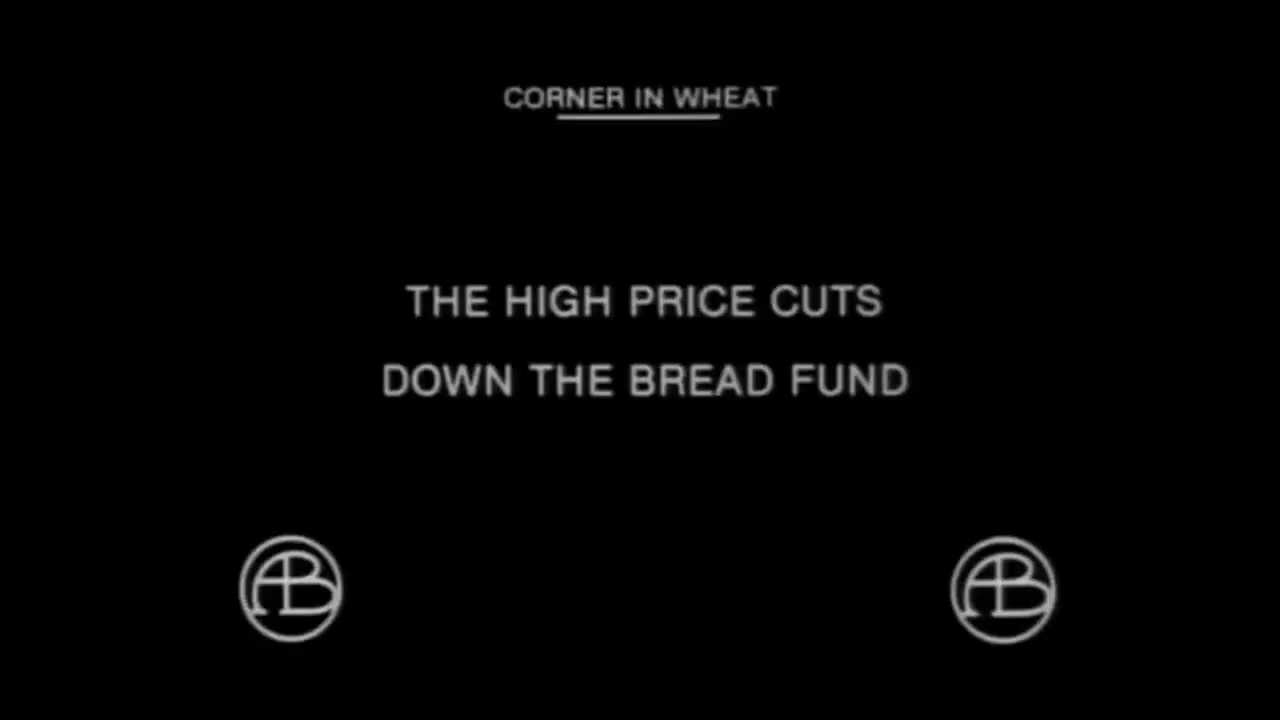 CORNER IN WHEAT
THE HIGH PRICE CUTS
DOWN THE BREAD FUND
AB
AB